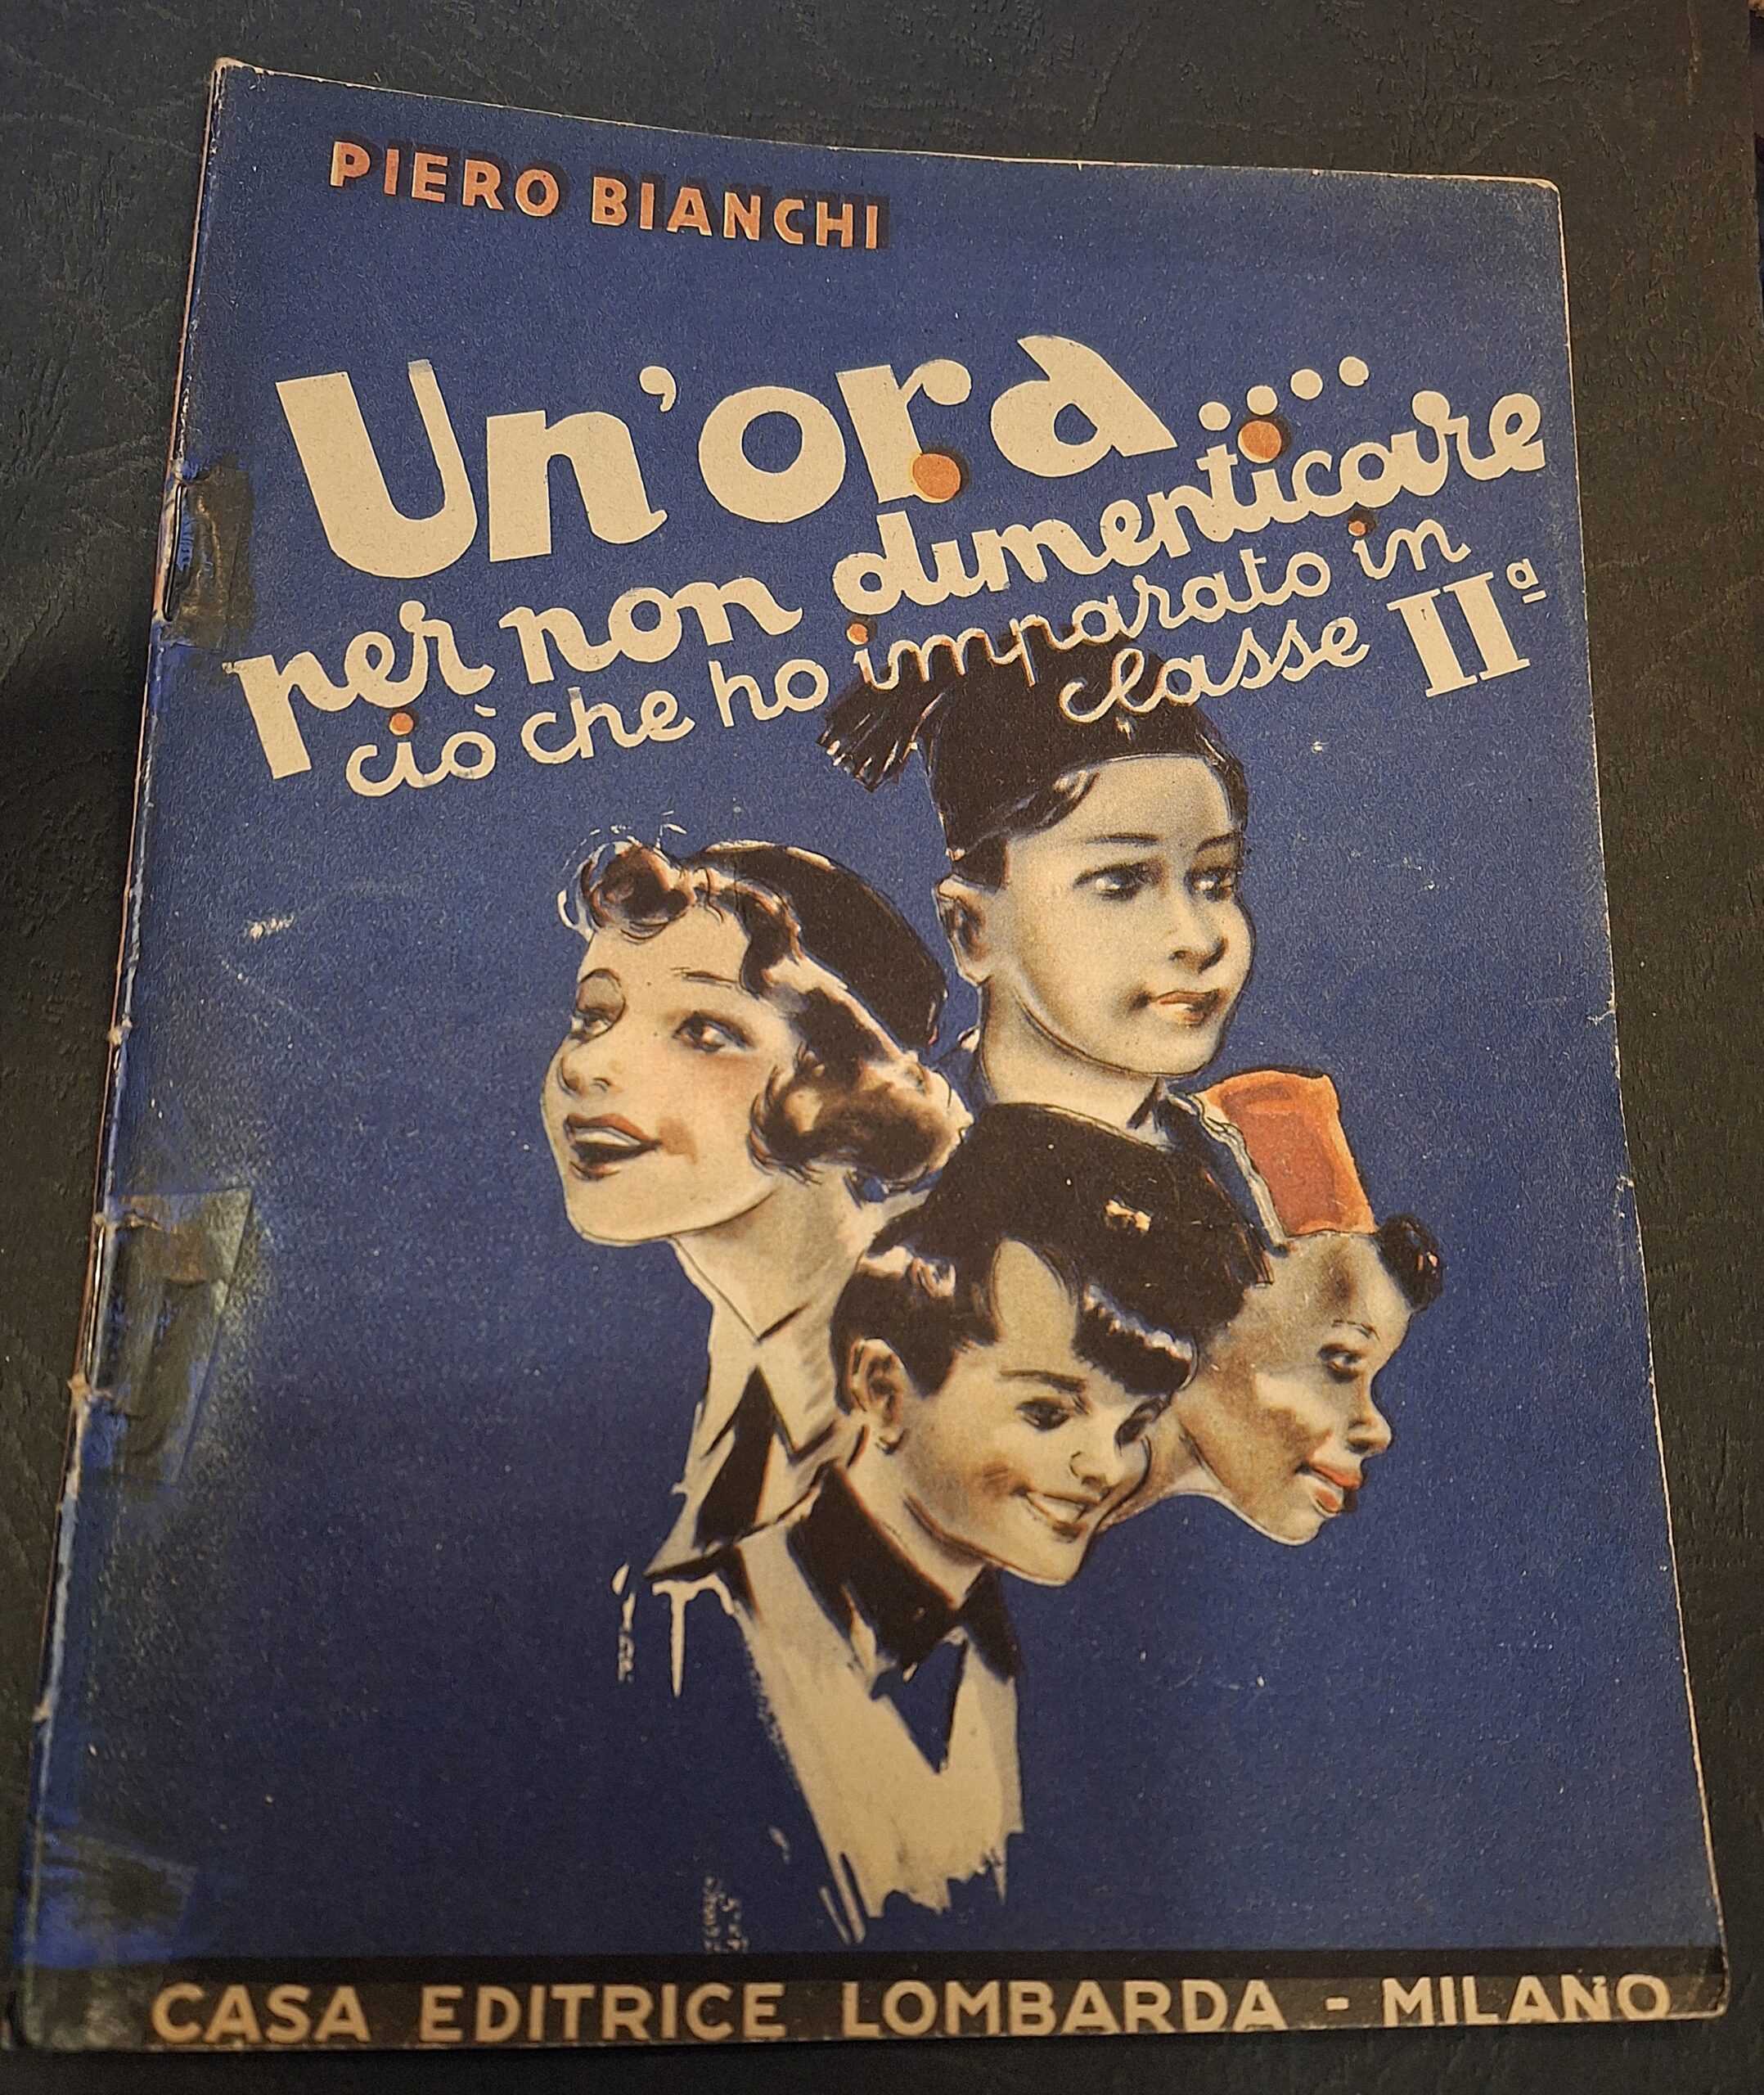 PIERO BIANCHI
Un'ora....
per non dimenticare
ciò che ho imparato in
classe IIª
CASA EDITRICE LOMBARDA - MILANO